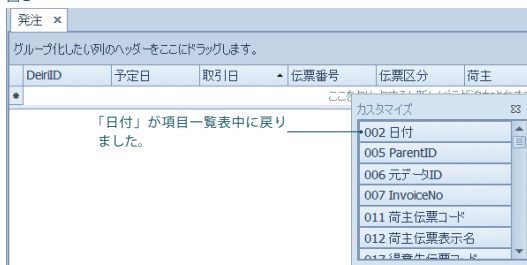 発注 ×
グループ化したい列のヘッダーをここにドラッグします。
DeiriID 予定日 取引日 伝票番号 伝票区分 荷主
カスタマイズ
「日付」が項目一覧表中に戻り
ました。
002 日付
005 ParentID
006 元データID
007 InvoiceNo
011 荷主伝票コード
012 荷主伝票表示名